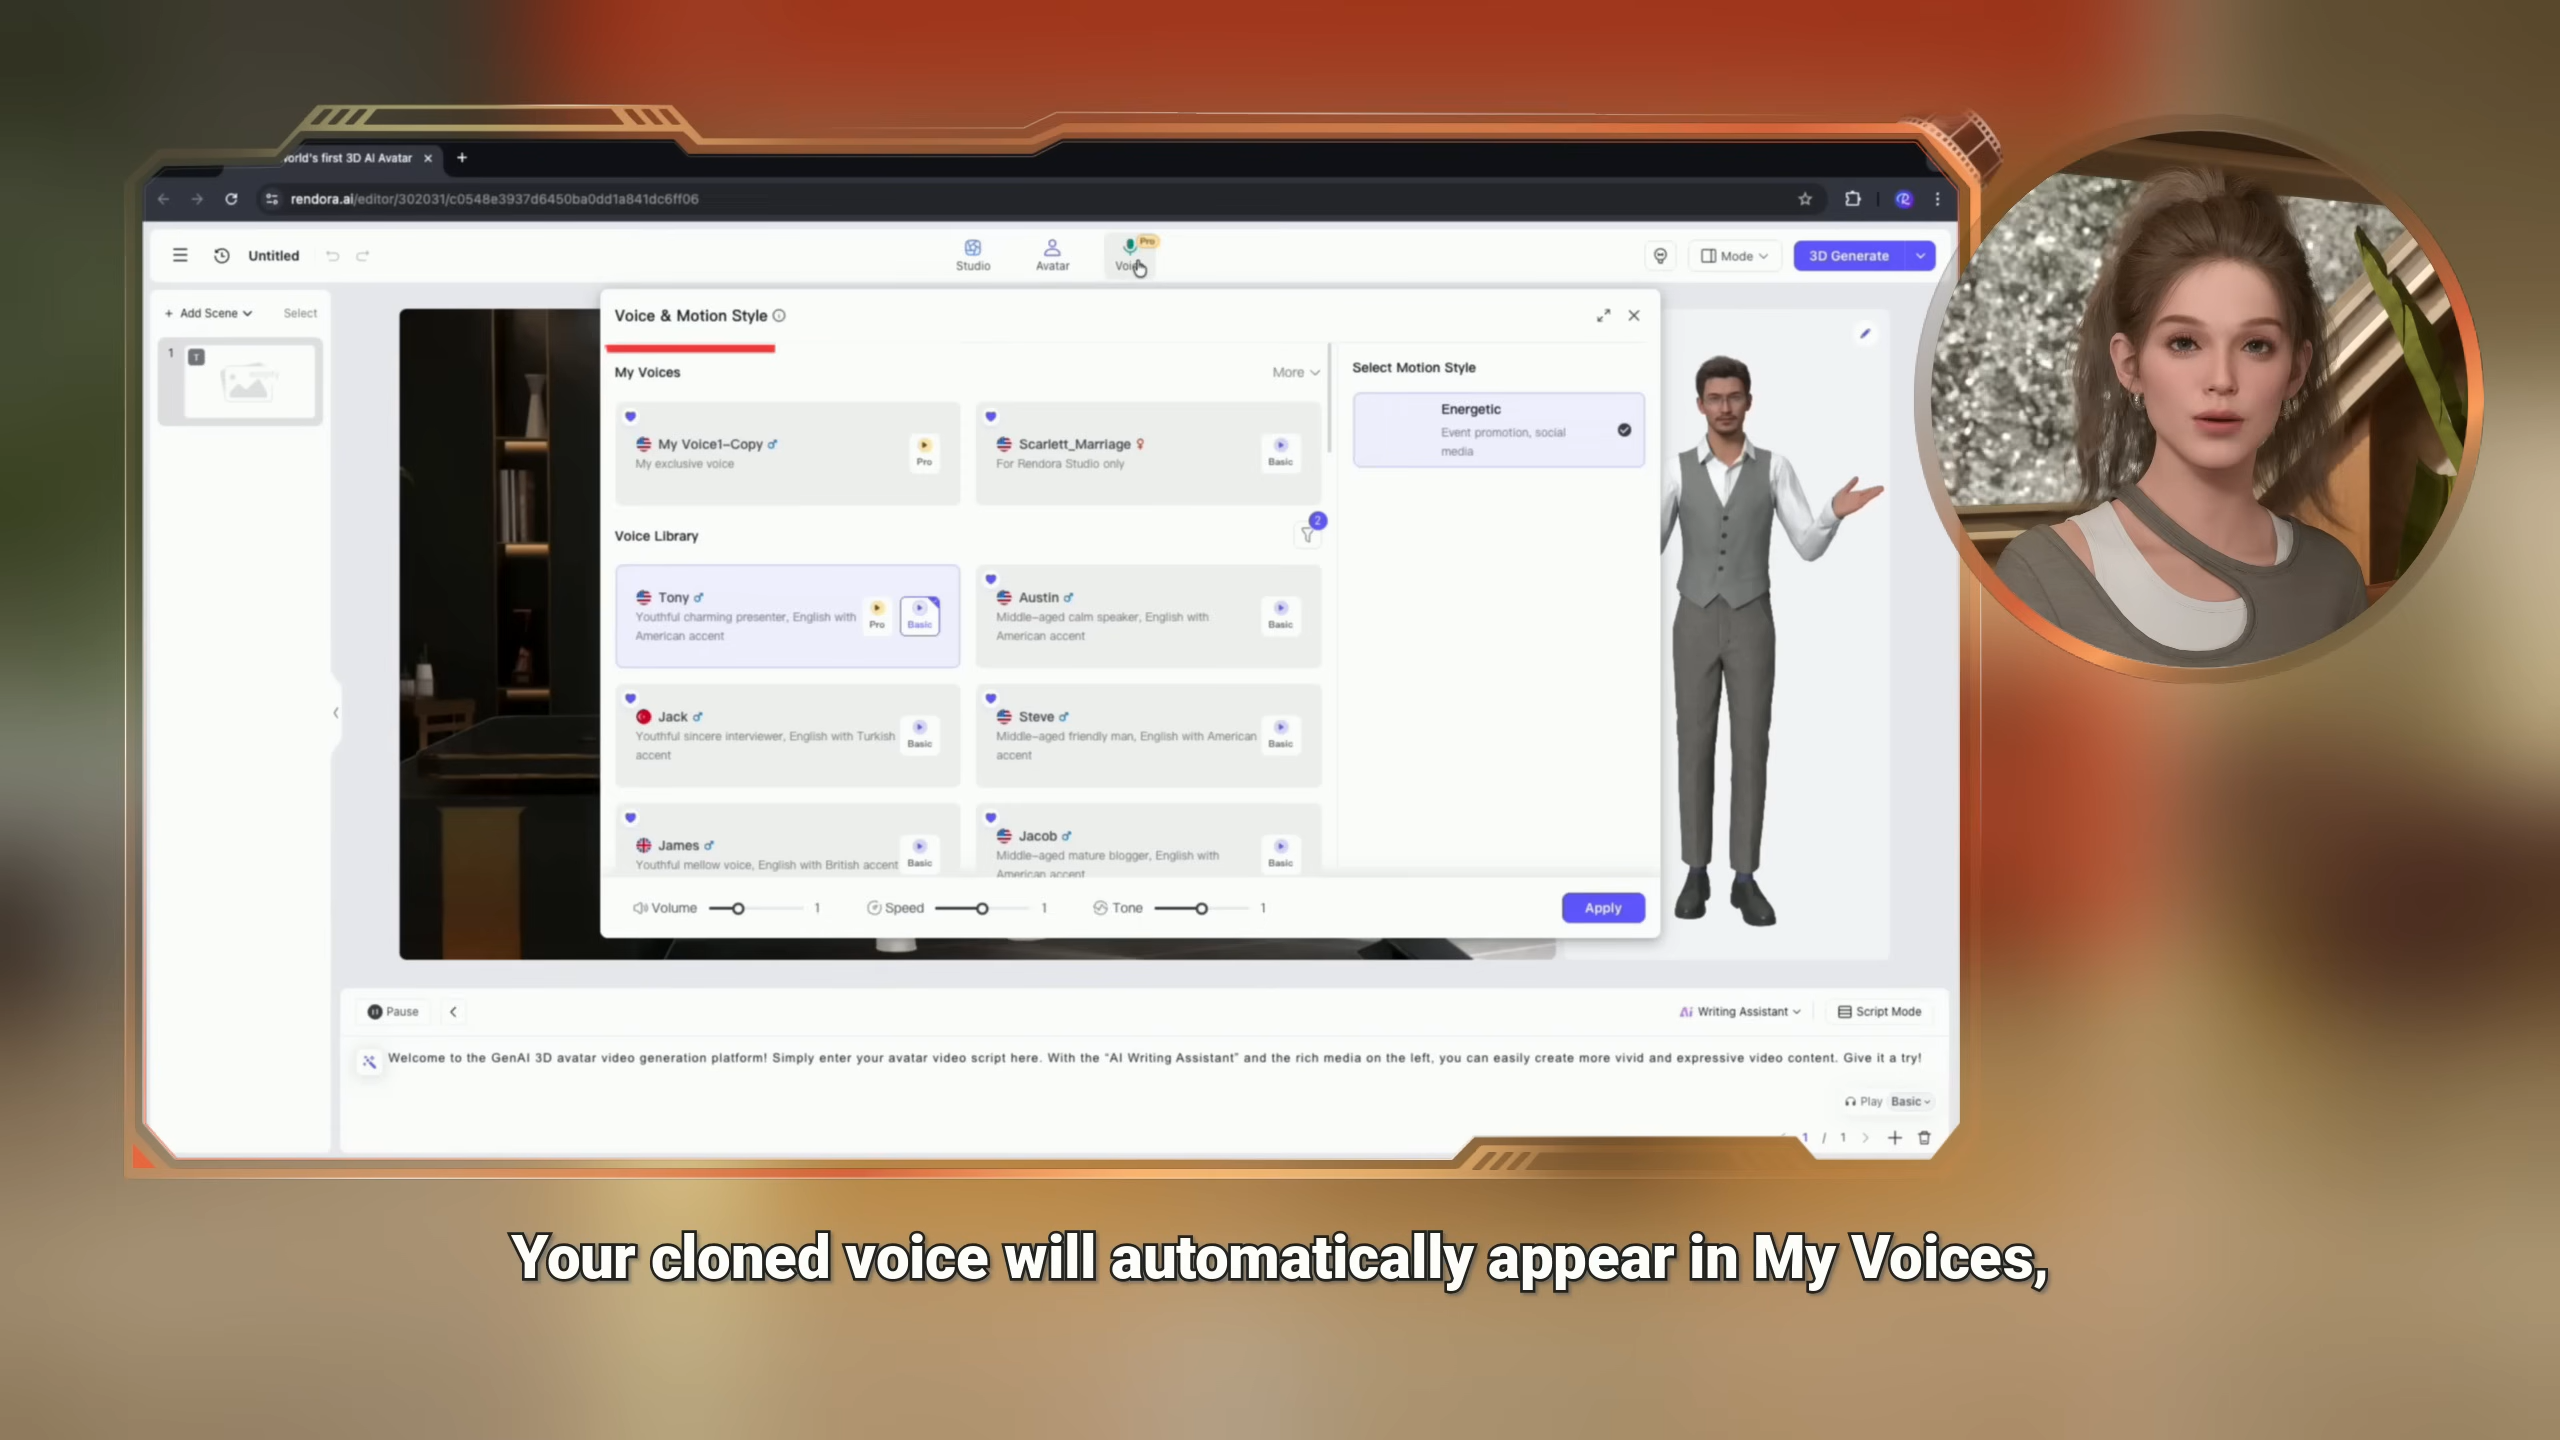 orld's first 3D AI Avatar
rendora.ai/editor/302031/c0548e3937d6450ba0dd1a841dc6ff06
Untitled
Studio
Avatar
Pro
Mode
3D Generate
+ Add Scene
Select
1
T
Voice & Motion Style
My Voices
More
My Voice1-Copy
My exclusive voice
Pro
Scarlett_Marriage
For Rendora Studio only
Basic
Voice Library
2
Tony
Youthful charming presenter, English with
American accent
Pro
Basic
Austin
Middle-aged calm speaker, English with
American accent
Basic
Jack
Youthful sincere interviewer, English with Turkish
accent
Basic
Steve
Middle-aged friendly man, English with American
accent
Basic
James
Youthful mellow voice, English with British accent
Basic
Jacob
Middle-aged mature blogger, English with
American accent
Basic
Select Motion Style
Energetic
Event promotion, social
media
Volume 1
Speed 1
Tone 1
Apply
Pause
Ai Writing Assistant
Script Mode
Welcome to the GenAI 3D avatar video generation platform! Simply enter your avatar video script here. With the "AI Writing Assistant" and the rich media on the left, you can easily create more vivid and expressive video content. Give it a try!
Play Basic
1 / 1
Your cloned voice will automatically appear in My Voices,